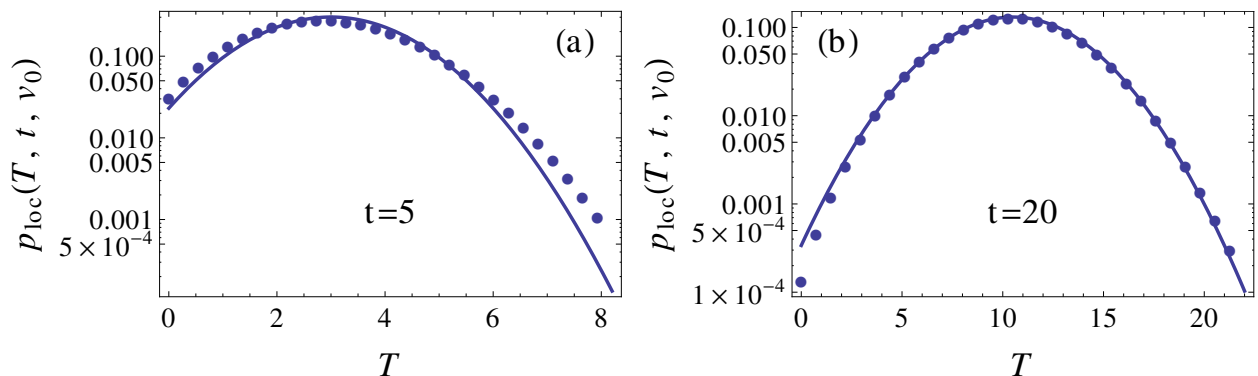 p_loc(T, t, v_0)
0.100
0.050
0.010
0.005
0.001
5×10^-4
(a)
t=5
0 2 4 6 8
T
p_loc(T, t, v_0)
0.100
0.050
0.010
0.005
0.001
5×10^-4
1×10^-4
(b)
t=20
0 5 10 15 20
T